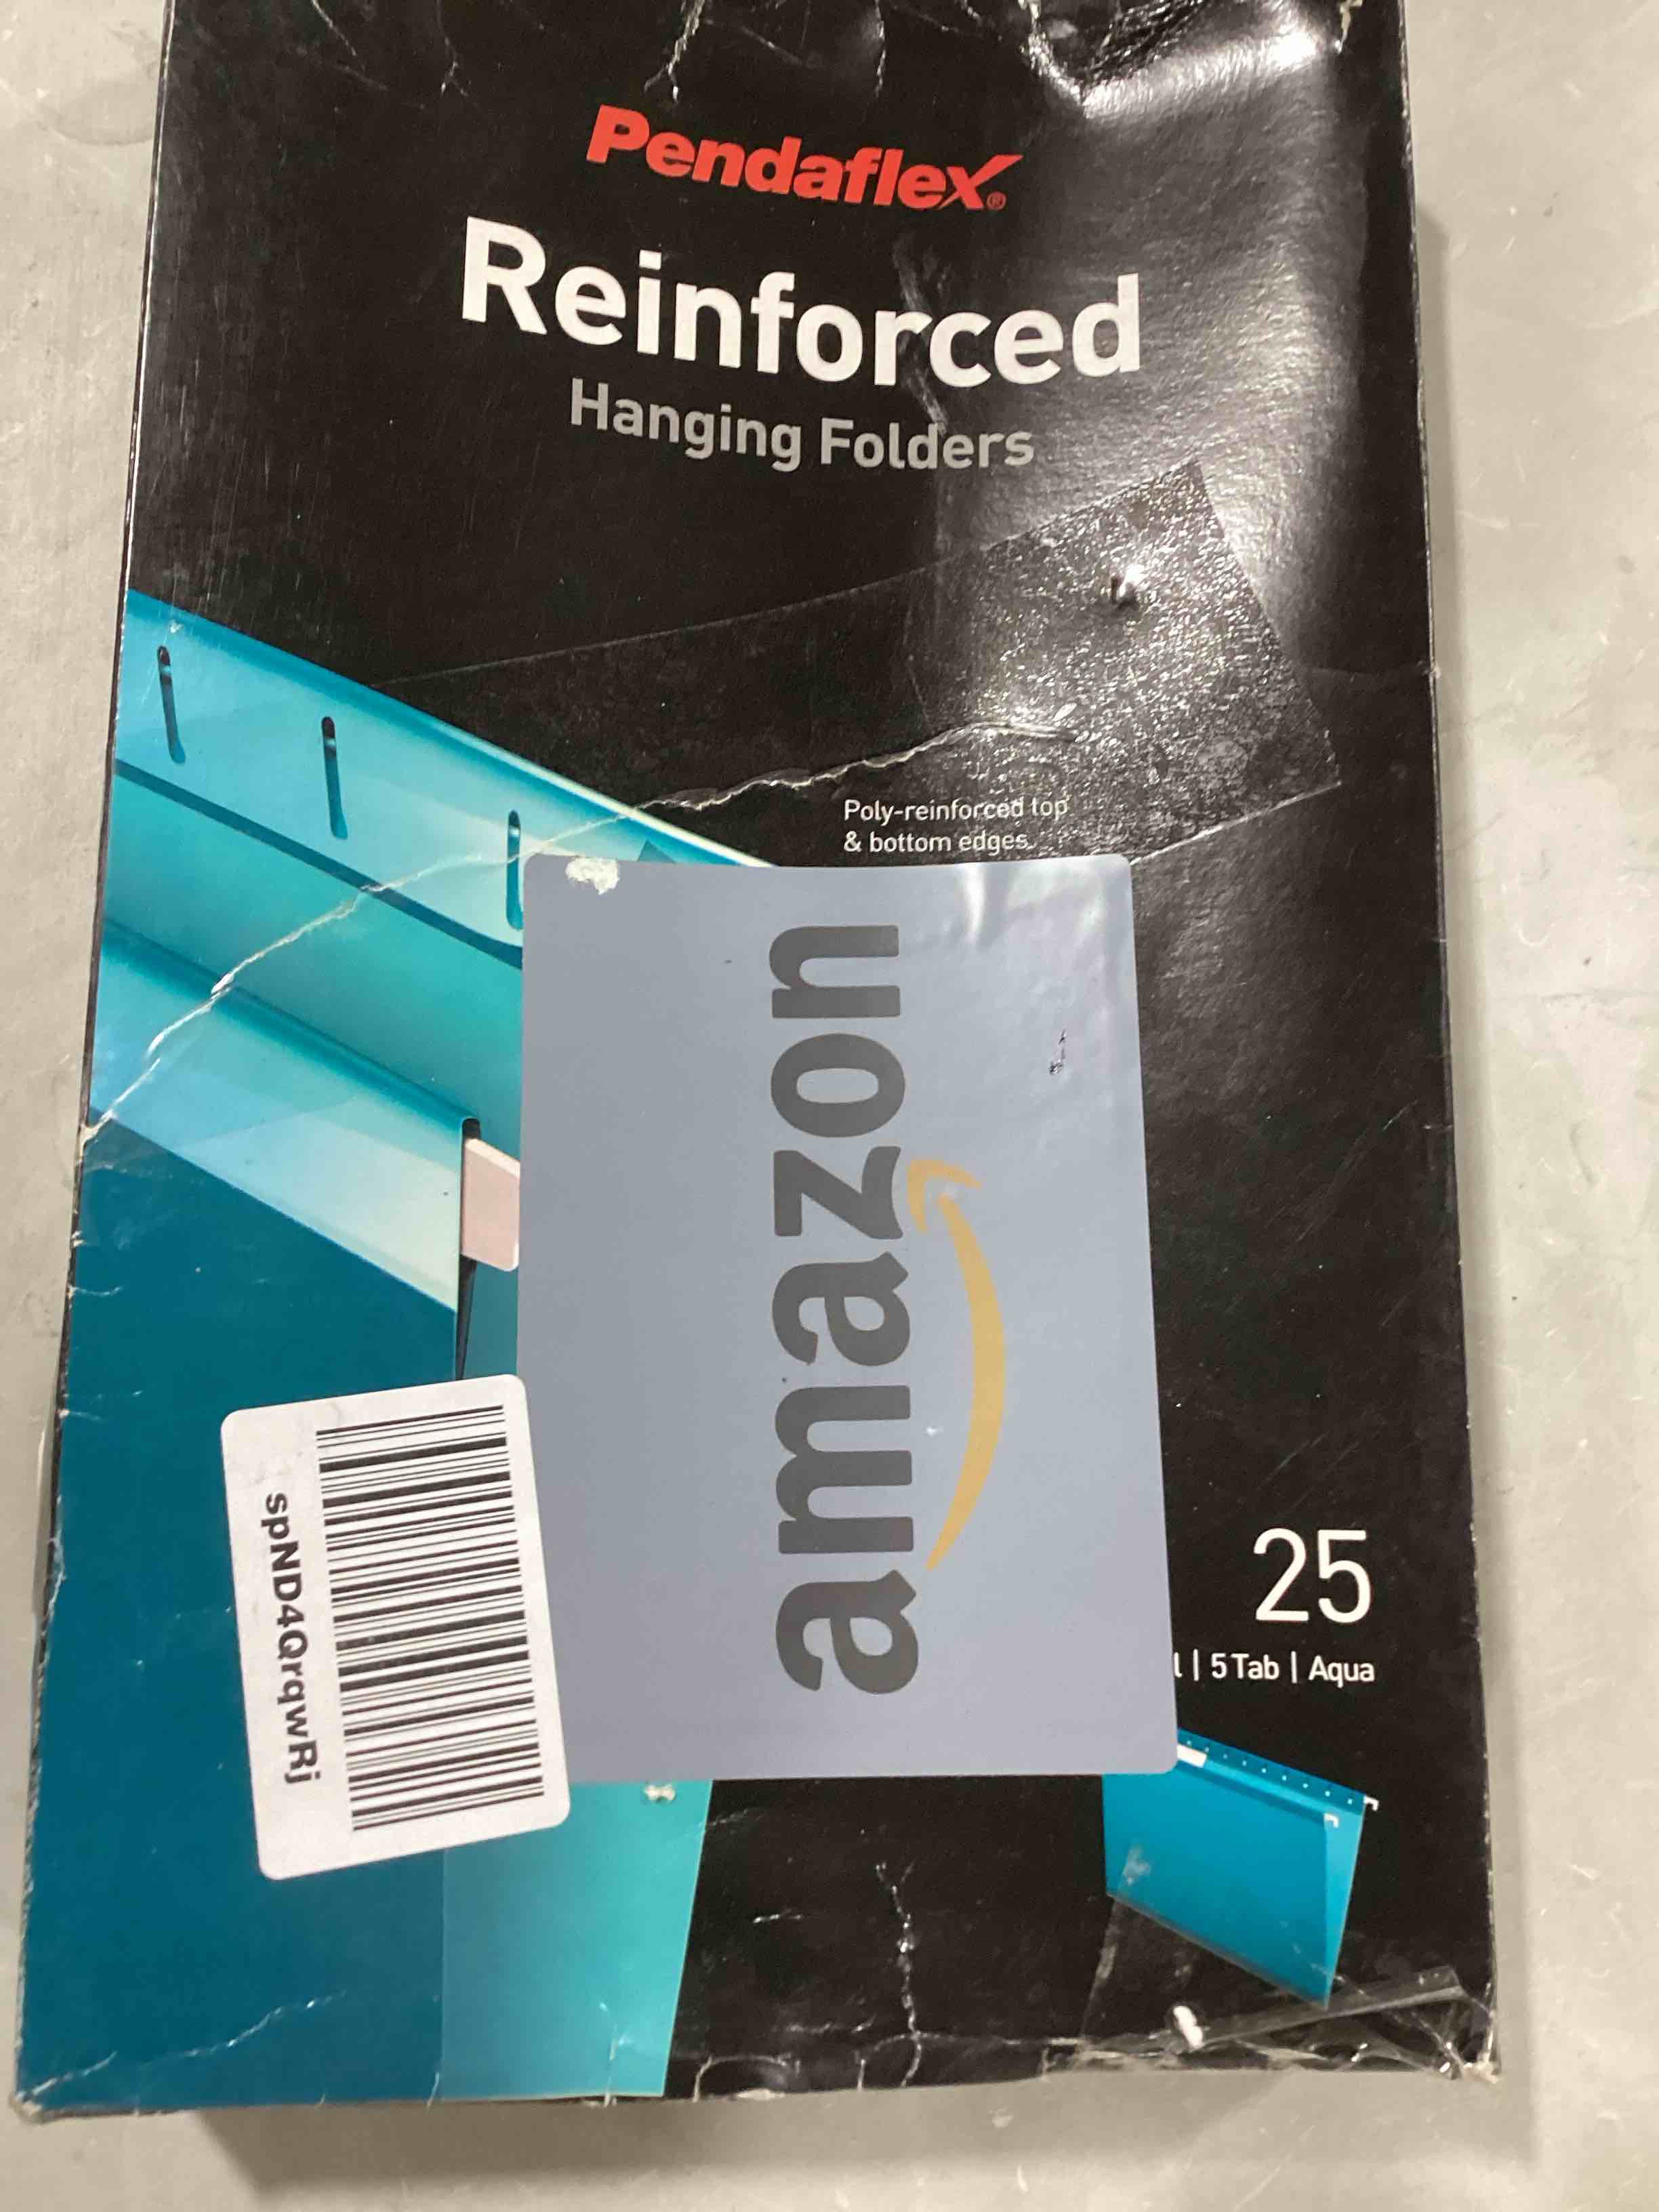 Pendaflex®
Reinforced
Hanging Folders
Poly-reinforced top
& bottom edges.
amazon
spND4QrqwRj
25
| 5 Tab | Aqua